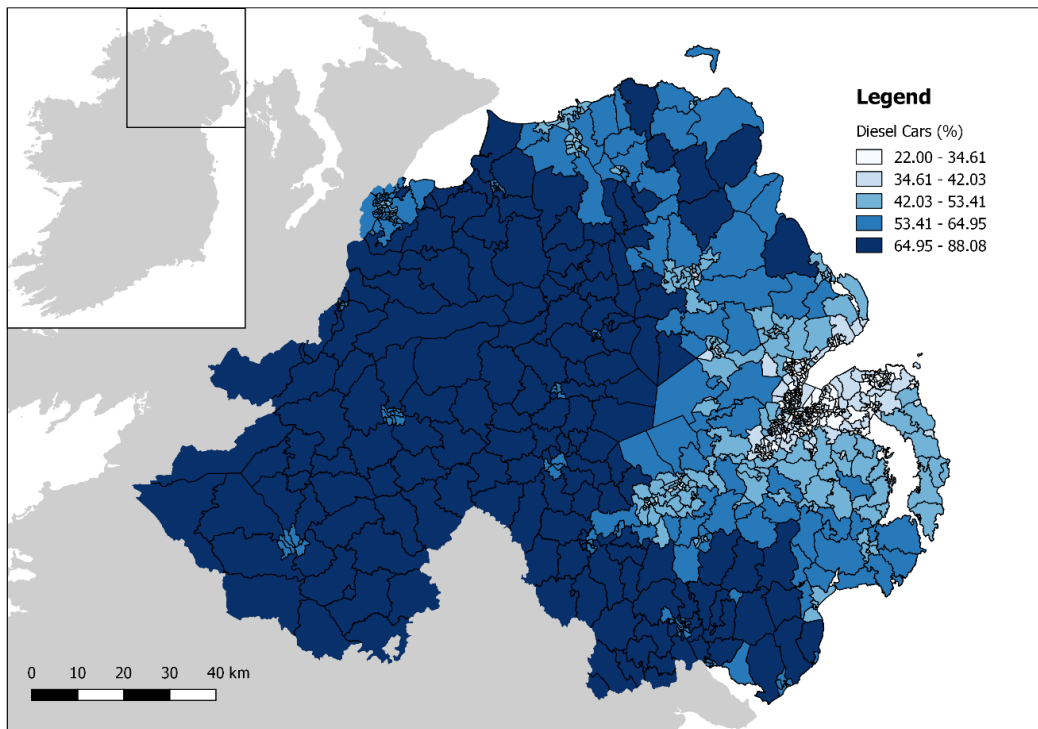 Legend
Diesel Cars (%)
22.00 - 34.61
34.61 - 42.03
42.03 - 53.41
53.41 - 64.95
64.95 - 88.08
0 10 20 30 40 km